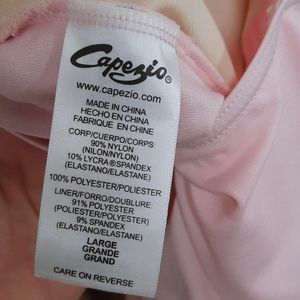 Capezio®
www.capezio.com
MADE IN CHINA
HECHO EN CHINA
FABRIQUE EN CHINE
CORP/CUERPO/CORPS:
90% NYLON
(NILON/NYLON)
10% LYCRA®SPANDEX
(ELASTANO/ELASTANE)
100% POLYESTER/POLIESTER
LINER/FORRO/DOUBLURE:
91% POLYESTER
(POLIESTER/POLYESTER)
9% SPANDEX
(ELASTANO/ELASTANE)
LARGE
GRANDE
GRAND
CARE ON REVERSE